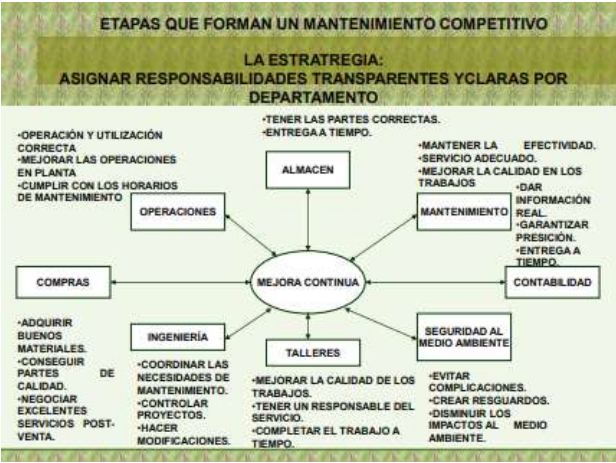 ETAPAS QUE FORMAN UN MANTENIMIENTO COMPETITIVO
LA ESTRATREGIA:
ASIGNAR RESPONSABILIDADES TRANSPARENTES YCLARAS POR
DEPARTAMENTO
•TENER LAS PARTES CORRECTAS.
•ENTREGA A TIEMPO.
ALMACEN
•OPERACIÓN Y UTILIZACIÓN
CORRECTA
•MEJORAR LAS OPERACIONES
EN PLANTA
•CUMPLIR CON LOS HORARIOS
DE MANTENIMIENTO
OPERACIONES
•MANTENER LA EFECTIVIDAD.
•SERVICIO ADECUADO.
•MEJORAR LA CALIDAD EN LOS
TRABAJOS
MANTENIMIENTO
•DAR
INFORMACIÓN
REAL.
•GARANTIZAR
PRESICIÓN.
•ENTREGA A
TIEMPO.
COMPRAS
MEJORA CONTINUA
CONTABILIDAD
•ADQUIRIR
BUENOS
MATERIALES.
•CONSEGUIR
PARTES DE
CALIDAD.
•NEGOCIAR
EXCELENTES
SERVICIOS POST-
VENTA.
INGENIERÍA
•COORDINAR LAS
NECESIDADES DE
MANTENIMIENTO.
•CONTROLAR
PROYECTOS.
•HACER
MODIFICACIONES.
TALLERES
•MEJORAR LA CALIDAD DE LOS
TRABAJOS.
•TENER UN RESPONSABLE DEL
SERVICIO.
•COMPLETAR EL TRABAJO A
TIEMPO.
SEGURIDAD AL
MEDIO AMBIENTE
•EVITAR
COMPLICACIONES.
•CREAR RESGUARDOS.
•DISMINUIR LOS
IMPACTOS AL MEDIO
AMBIENTE.